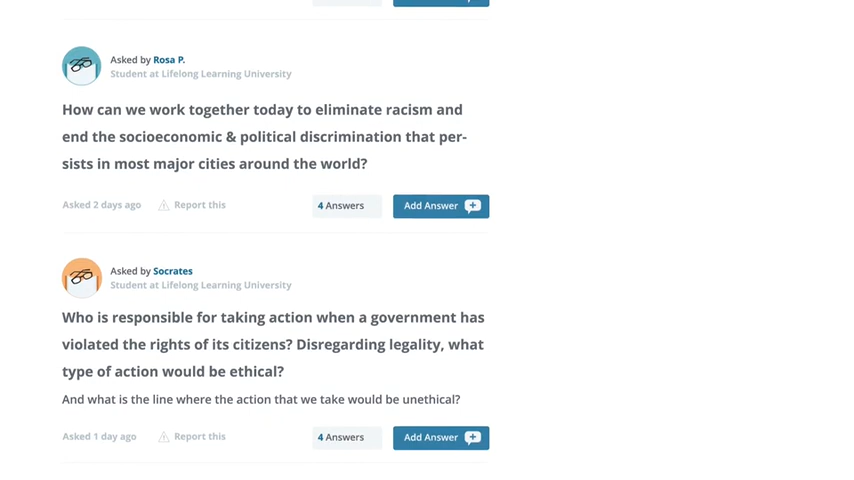 Asked by Rosa P.
Student at Lifelong Learning University
How can we work together today to eliminate racism and
end the socioeconomic & political discrimination that per-
sists in most major cities around the world?
Asked 2 days ago Report this 4 Answers Add Answer
Asked by Socrates
Student at Lifelong Learning University
Who is responsible for taking action when a government has
violated the rights of its citizens? Disregarding legality, what
type of action would be ethical?
And what is the line where the action that we take would be unethical?
Asked 1 day ago Report this 4 Answers Add Answer